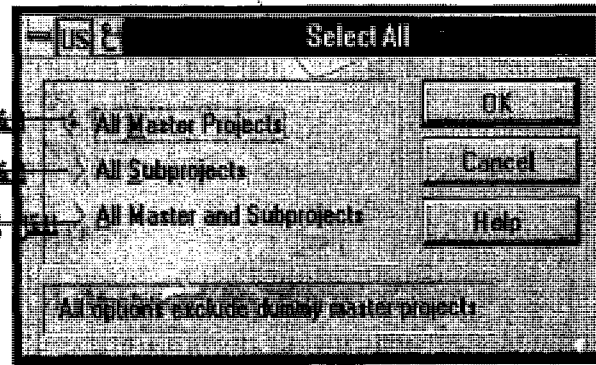 US Select All
All Master Projects
OK
All Subprojects
Cancel
All Master and Subprojects
Help
All options exclude dummy master projects